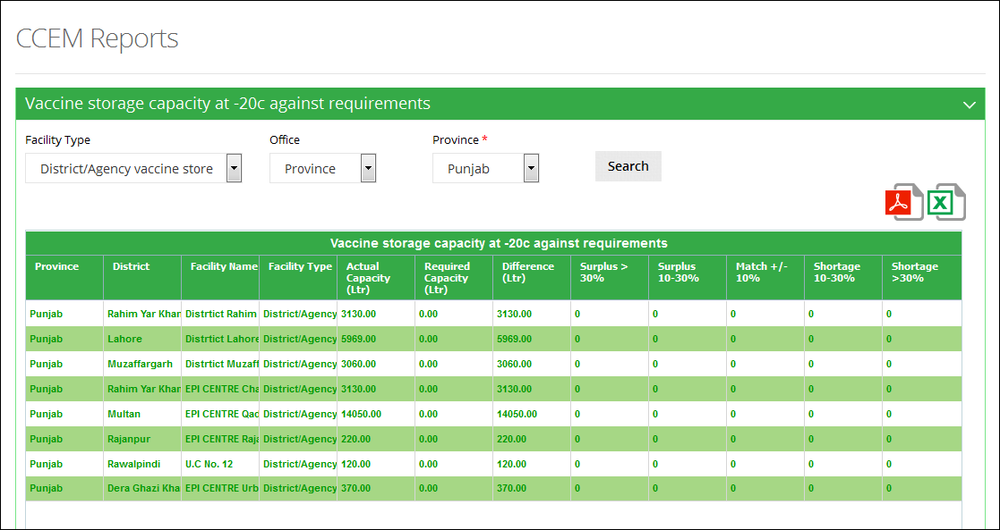 CCEM Reports
Vaccine storage capacity at -20c against requirements
Facility Type Office Province *
District/Agency vaccine store Province Punjab Search
Vaccine storage capacity at -20c against requirements
Province District Facility Name Facility Type Actual Capacity (Ltr) Required Capacity (Ltr) Difference (Ltr) Surplus > 30% Surplus 10-30% Match +/- 10% Shortage 10-30% Shortage >30%
Punjab Rahim Yar Khan Distrtict Rahim District/Agency 3130.00 0.00 3130.00 0 0 0 0 0
Punjab Lahore Distrtict Lahore District/Agency 5969.00 0.00 5969.00 0 0 0 0 0
Punjab Muzaffargarh Distrtict Muzaff District/Agency 3060.00 0.00 3060.00 0 0 0 0 0
Punjab Rahim Yar Khan EPI CENTRE Cha District/Agency 3130.00 0.00 3130.00 0 0 0 0 0
Punjab Multan EPI CENTRE Qad District/Agency 14050.00 0.00 14050.00 0 0 0 0 0
Punjab Rajanpur EPI CENTRE Raja District/Agency 220.00 0.00 220.00 0 0 0 0 0
Punjab Rawalpindi U.C No. 12 District/Agency 120.00 0.00 120.00 0 0 0 0 0
Punjab Dera Ghazi Kha EPI CENTRE Urb District/Agency 370.00 0.00 370.00 0 0 0 0 0